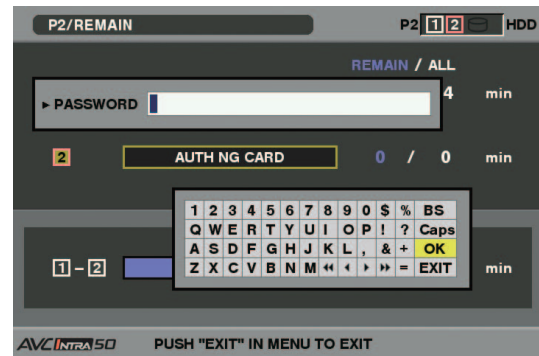 P2/REMAIN P2 1 2 HDD
REMAIN / ALL
4 min
▸ PASSWORD
2 AUTH NG CARD 0 / 0 min
1 2 3 4 5 6 7 8 9 0 $ % BS
Q W E R T Y U I O P ! ? Caps
A S D F G H J K L , & + OK
Z X C V B N M ◂◂ ◂ ▸ ▸▸ = EXIT
1 – 2 min
AVC INTRA 50 PUSH "EXIT" IN MENU TO EXIT